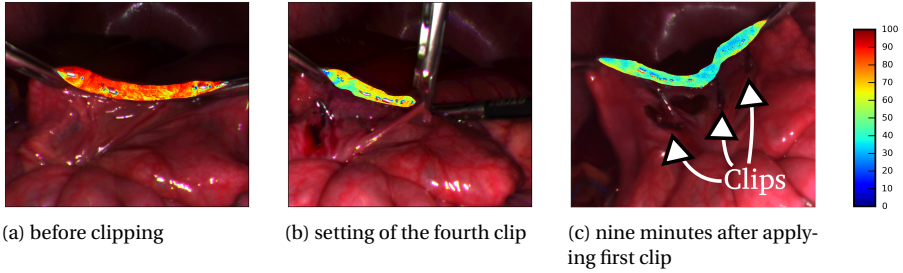 Clips
100
90
80
70
60
50
40
30
20
10
0
(a) before clipping
(b) setting of the fourth clip
(c) nine minutes after apply-
ing first clip